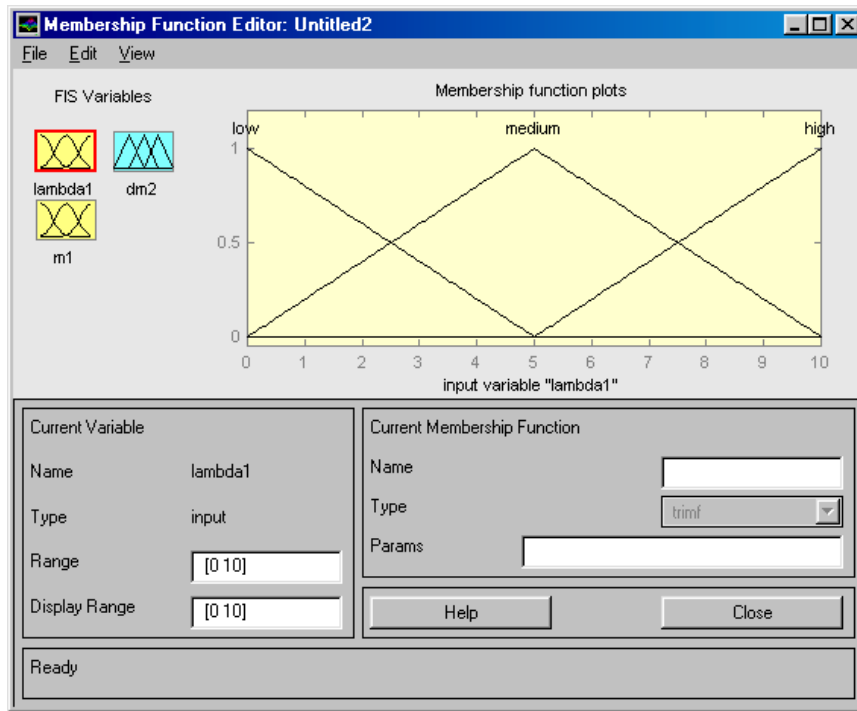 Membership Function Editor: Untitled2
File Edit View
FIS Variables
lambda1
dm2
m1
Membership function plots
low medium high
1
0.5
0
0 1 2 3 4 5 6 7 8 9 10
input variable "lambda1"
Current Variable
Name lambda1
Type input
Range [0 10]
Display Range [0 10]
Current Membership Function
Name
Type trimf
Params
Help Close
Ready